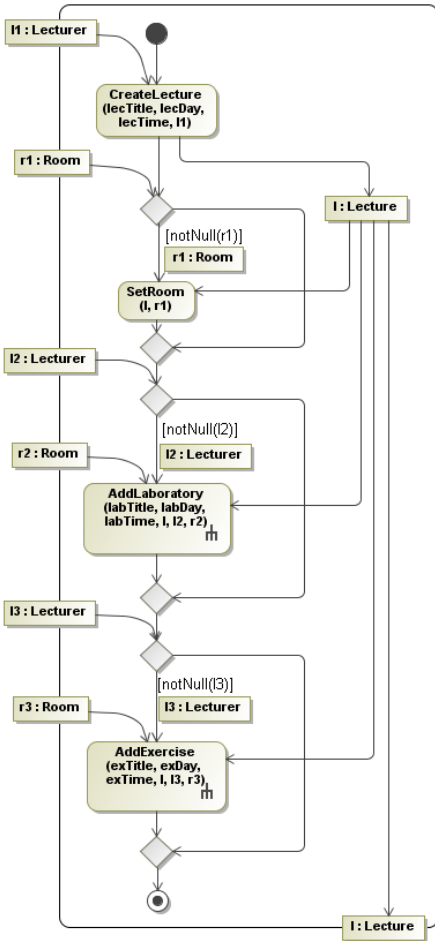 l1 : Lecturer
CreateLecture
(lecTitle, lecDay,
lecTime, l1)
r1 : Room
l : Lecture
[notNull(r1)]
r1 : Room
SetRoom
(l, r1)
l2 : Lecturer
[notNull(l2)]
r2 : Room
l2 : Lecturer
AddLaboratory
(labTitle, labDay,
labTime, l, l2, r2)
l3 : Lecturer
[notNull(l3)]
r3 : Room
l3 : Lecturer
AddExercise
(exTitle, exDay,
exTime, l, l3, r3)
l : Lecture